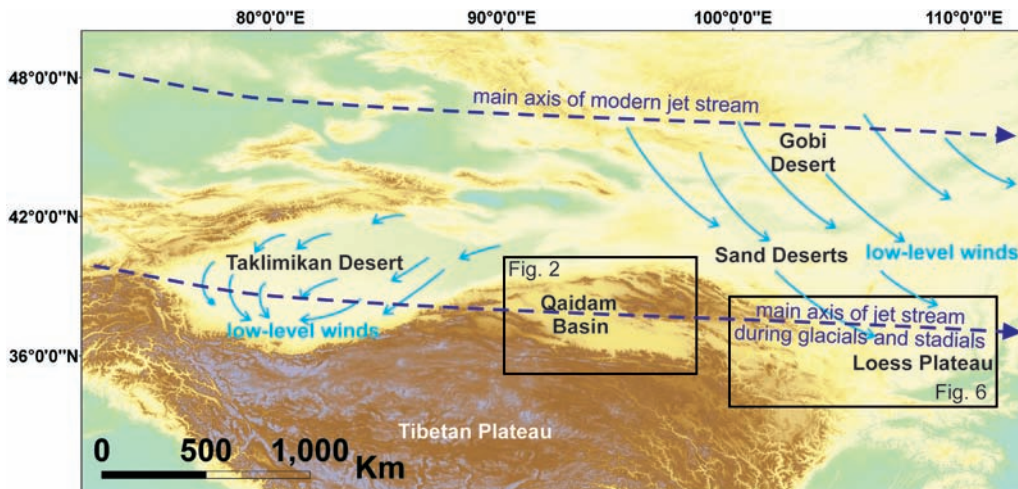 80°0'0"E
90°0'0"E
100°0'0"E
110°0'0"E
48°0'0"N
42°0'0"N
36°0'0"N
main axis of modern jet stream
Gobi
Desert
Taklimikan Desert
low-level winds
Fig. 2
Qaidam
Basin
Sand Deserts
low-level winds
main axis of jet stream
during glacials and stadials
Loess Plateau
Fig. 6
Tibetan Plateau
0
500
1,000
Km